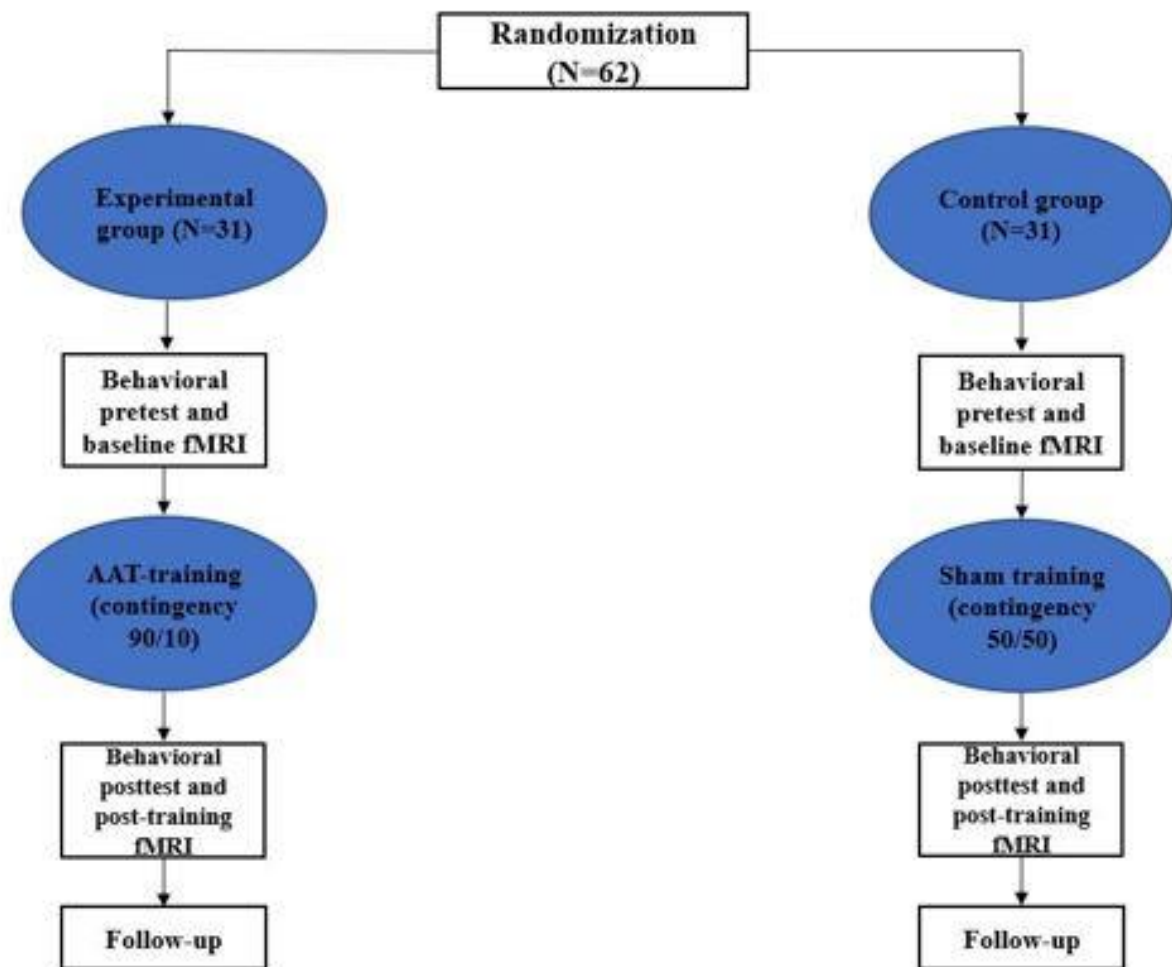 Randomization
(N=62)
Experimental
group (N=31)
Control group
(N=31)
Behavioral
pretest and
baseline fMRI
Behavioral
pretest and
baseline fMRI
AAT-training
(contingency
90/10)
Sham training
(contingency
50/50)
Behavioral
posttest and
post-training
fMRI
Behavioral
posttest and
post-training
fMRI
Follow-up
Follow-up